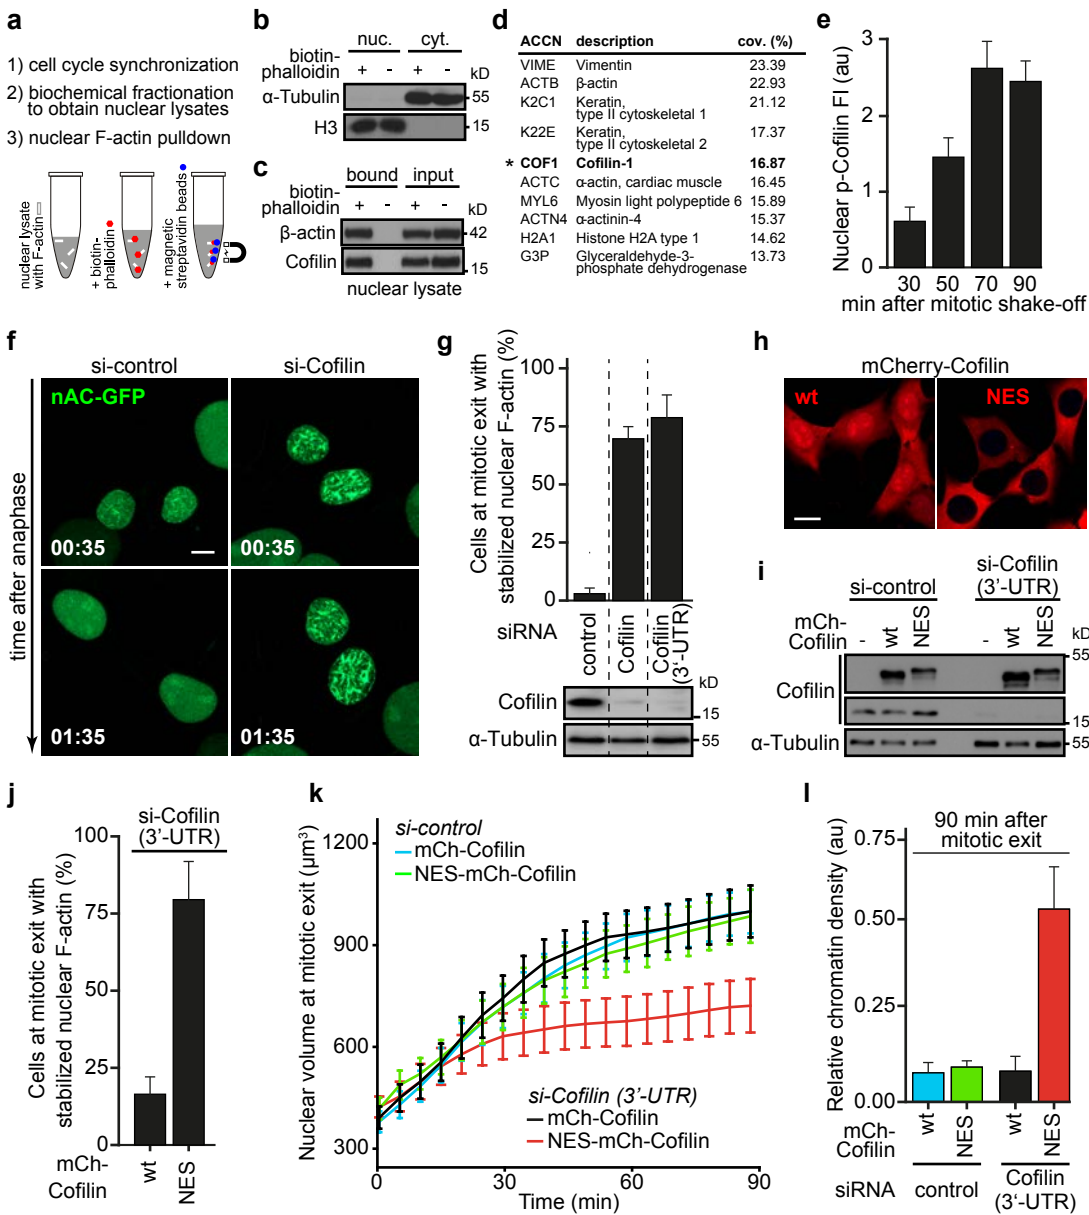 a
1) cell cycle synchronization
2) biochemical fractionation
to obtain nuclear lysates
3) nuclear F-actin pulldown
nuclear lysate
with F-actin
+ biotin-
phalloidin
+ magnetic
streptavidin beads
b
nuc. cyt.
biotin-
phalloidin + - + - kD
α-Tubulin 55
H3 15
c
bound input
biotin-
phalloidin + - + - kD
β-actin 42
Cofilin 15
nuclear lysate
d
ACCN description cov. (%)
VIME Vimentin 23.39
ACTB β-actin 22.93
K2C1 Keratin, 21.12
type II cytoskeletal 1
K22E Keratin, 17.37
type II cytoskeletal 2
* COF1 Cofilin-1 16.87
ACTC α-actin, cardiac muscle 16.45
MYL6 Myosin light polypeptide 6 15.89
ACTN4 α-actinin-4 15.37
H2A1 Histone H2A type 1 14.62
G3P Glyceraldehyde-3- 13.73
phosphate dehydrogenase
e
Nuclear p-Cofilin FI (au)
3
2
1
0
30 50 70 90
min after mitotic shake-off
f
si-control si-Cofilin
time after anaphase
nAC-GFP
00:35 00:35
01:35 01:35
g
Cells at mitotic exit with
stabilized nuclear F-actin (%)
100
75
50
25
0
siRNA
control
Cofilin
Cofilin
(3'-UTR)
kD
Cofilin 15
α-Tubulin 55
h
mCherry-Cofilin
wt NES
i
si-control si-Cofilin
(3'-UTR)
mCh-
Cofilin - wt NES - wt NES kD
55
Cofilin
15
α-Tubulin 55
j
si-Cofilin
(3'-UTR)
Cells at mitotic exit with
stabilized nuclear F-actin (%)
100
75
50
25
0
mCh-
Cofilin wt NES
k
Nuclear volume at mitotic exit (µm³)
1200
900
600
300
si-control
mCh-Cofilin
NES-mCh-Cofilin
si-Cofilin (3'-UTR)
mCh-Cofilin
NES-mCh-Cofilin
0 30 60 90
Time (min)
l
90 min after
mitotic exit
Relative chromatin density (au)
0.75
0.50
0.25
0.00
mCh-
Cofilin wt NES wt NES
siRNA control Cofilin
(3'-UTR)